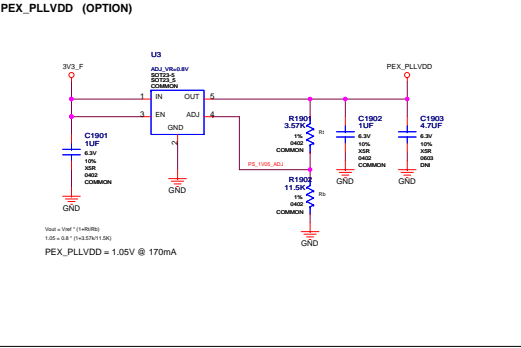 PEX_PLLVDD (OPTION)
U3
ADJ_VR=0.8V
SOT23-5
SOT23_5
COMMON
3V3_F
PEX_PLLVDD
1 IN OUT 5
3 EN ADJ 4
GND
2
GND
C1901
1UF
6.3V
10%
X5R
0402
COMMON
GND
R1901
3.57K
1%
0402
COMMON
Rt
C1902
1UF
6.3V
10%
X5R
0402
COMMON
GND
C1903
4.7UF
6.3V
10%
X5R
0603
DNI
GND
PS_1V05_ADJ
R1902
11.5K
1%
0402
COMMON
Rb
GND
Vout = Vref * (1+Rt/Rb)
1.05 = 0.8 * (1+3.57k/11.5K)
PEX_PLLVDD = 1.05V @ 170mA